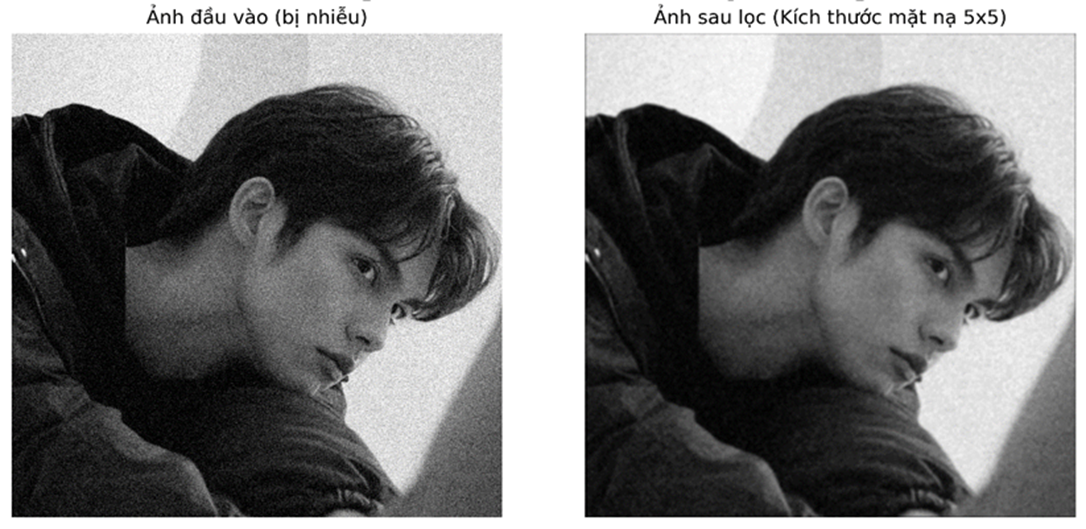 Ảnh đầu vào (bị nhiễu)
Ảnh sau lọc (Kích thước mặt nạ 5x5)